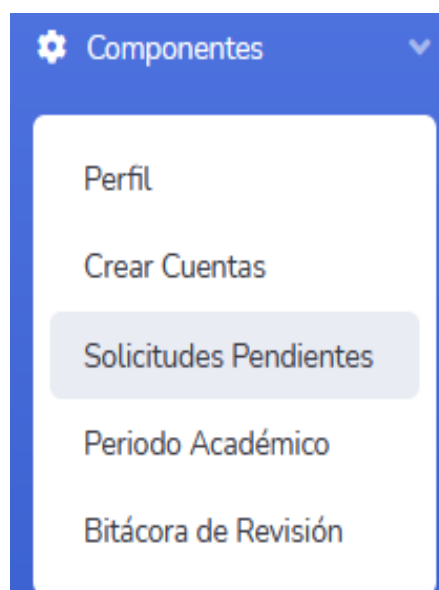 Componentes
Perfil
Crear Cuentas
Solicitudes Pendientes
Periodo Académico
Bitácora de Revisión